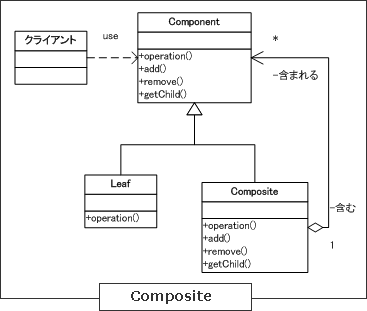 Component
クライアント
use
*
+operation()
+add()
+remove()
+getChild()
-含まれる
Leaf
+operation()
Composite
-含む
+operation()
+add()
+remove()
+getChild()
1
Composite